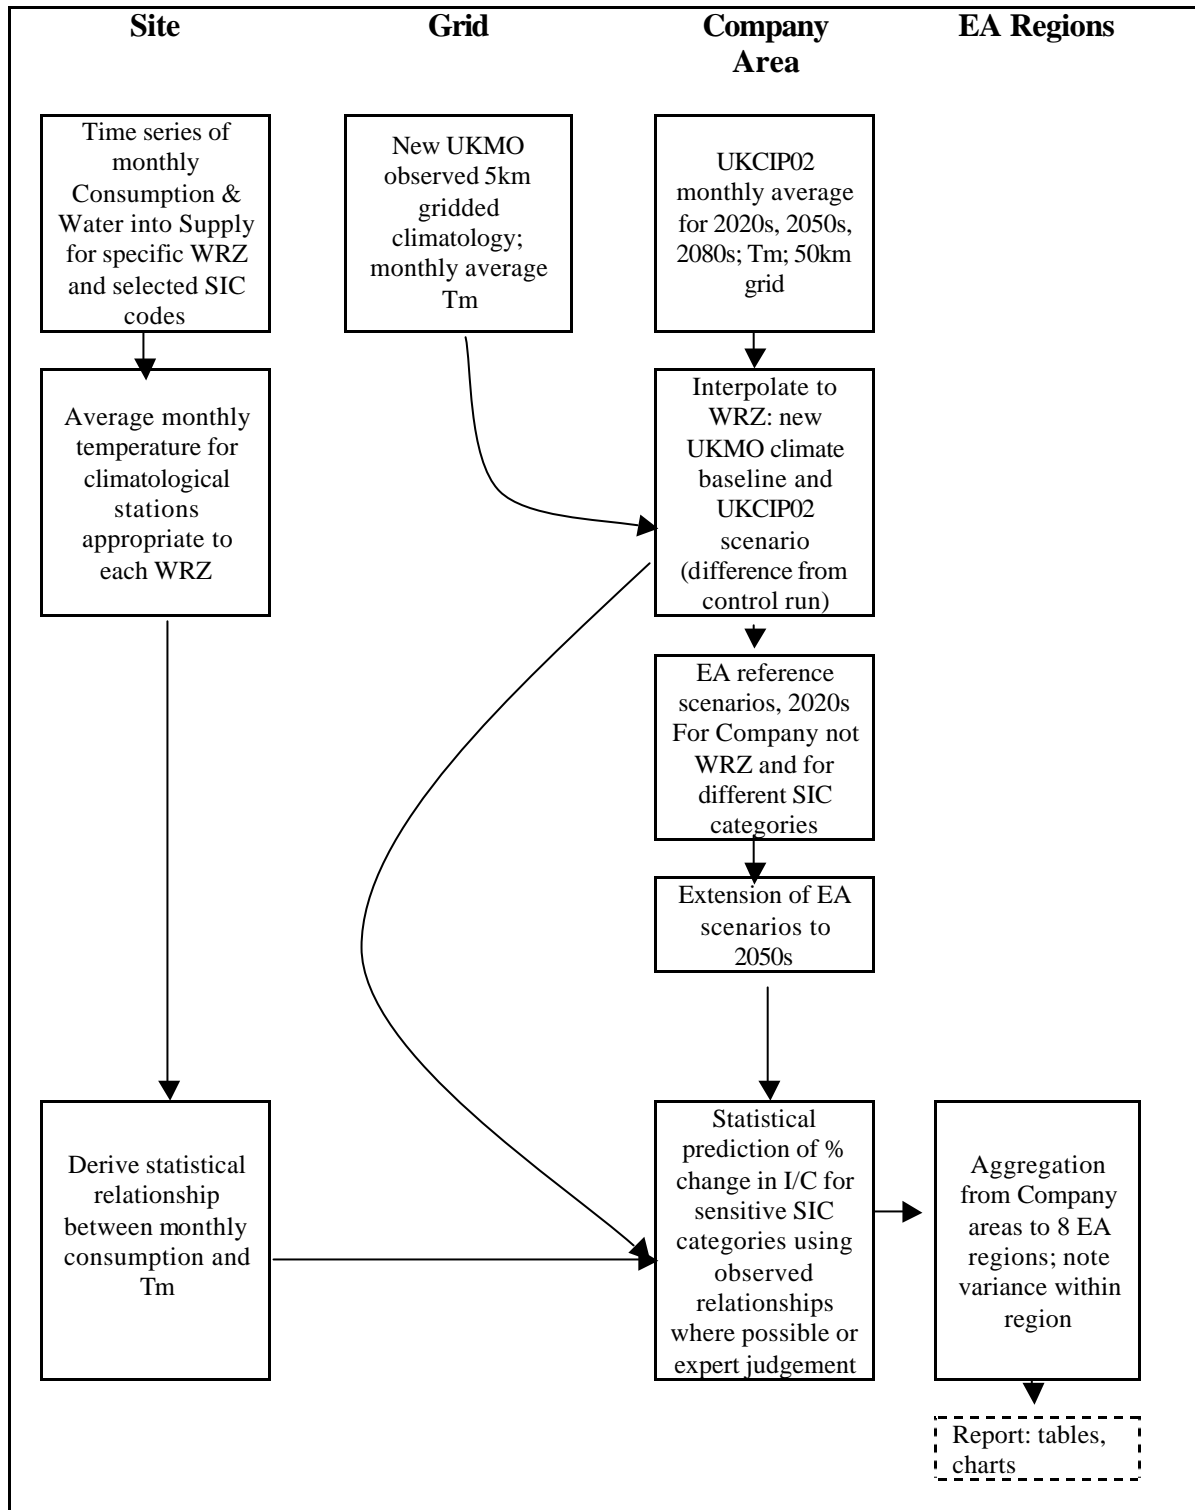 Site
Grid
Company
Area
EA Regions
Time series of
monthly
Consumption &
Water into Supply
for specific WRZ
and selected SIC
codes
New UKMO
observed 5km
gridded
climatology;
monthly average
Tm
UKCIP02
monthly average
for 2020s, 2050s,
2080s; Tm; 50km
grid
Average monthly
temperature for
climatological
stations
appropriate to
each WRZ
Interpolate to
WRZ: new
UKMO climate
baseline and
UKCIP02
scenario
(difference from
control run)
EA reference
scenarios, 2020s
For Company not
WRZ and for
different SIC
categories
Extension of EA
scenarios to
2050s
Derive statistical
relationship
between monthly
consumption and
Tm
Statistical
prediction of %
change in I/C for
sensitive SIC
categories using
observed
relationships
where possible or
expert judgement
Aggregation
from Company
areas to 8 EA
regions; note
variance within
region
Report: tables,
charts